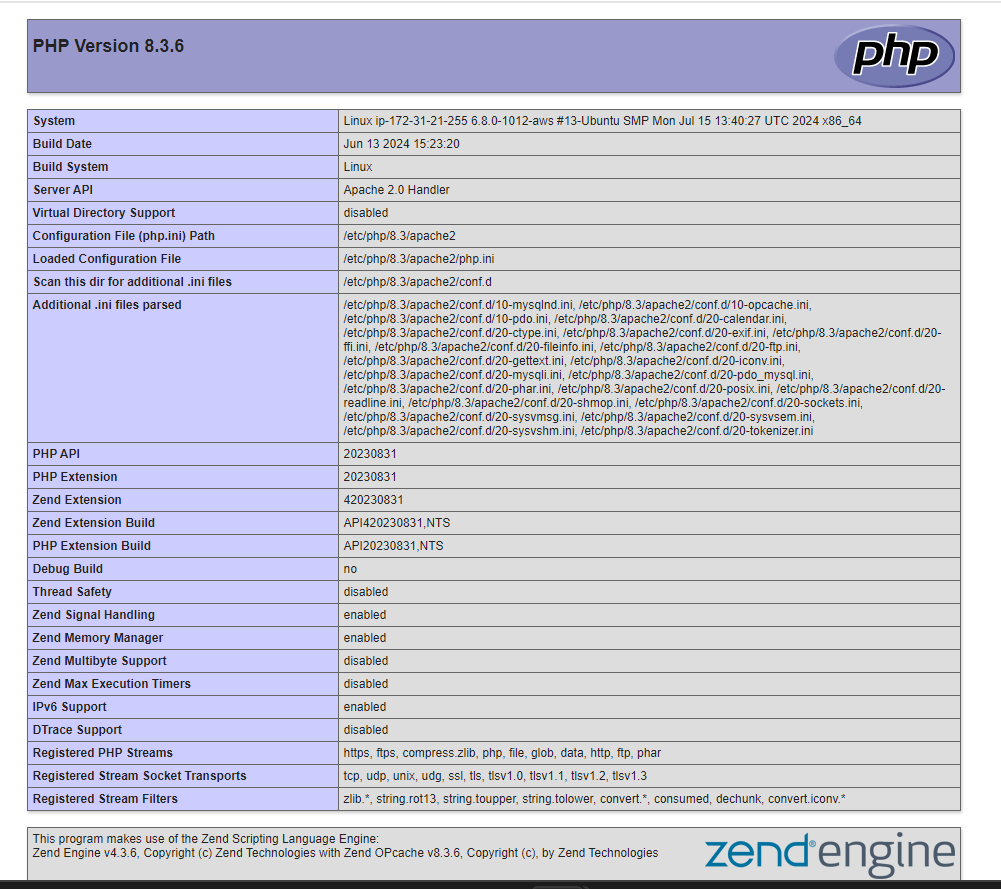 PHP Version 8.3.6
php
System Linux ip-172-31-21-255 6.8.0-1012-aws #13-Ubuntu SMP Mon Jul 15 13:40:27 UTC 2024 x86_64
Build Date Jun 13 2024 15:23:20
Build System Linux
Server API Apache 2.0 Handler
Virtual Directory Support disabled
Configuration File (php.ini) Path /etc/php/8.3/apache2
Loaded Configuration File /etc/php/8.3/apache2/php.ini
Scan this dir for additional .ini files /etc/php/8.3/apache2/conf.d
Additional .ini files parsed /etc/php/8.3/apache2/conf.d/10-mysqlnd.ini, /etc/php/8.3/apache2/conf.d/10-opcache.ini,
/etc/php/8.3/apache2/conf.d/10-pdo.ini, /etc/php/8.3/apache2/conf.d/20-calendar.ini,
/etc/php/8.3/apache2/conf.d/20-ctype.ini, /etc/php/8.3/apache2/conf.d/20-exif.ini, /etc/php/8.3/apache2/conf.d/20-
ffi.ini, /etc/php/8.3/apache2/conf.d/20-fileinfo.ini, /etc/php/8.3/apache2/conf.d/20-ftp.ini,
/etc/php/8.3/apache2/conf.d/20-gettext.ini, /etc/php/8.3/apache2/conf.d/20-iconv.ini,
/etc/php/8.3/apache2/conf.d/20-mysqli.ini, /etc/php/8.3/apache2/conf.d/20-pdo_mysql.ini,
/etc/php/8.3/apache2/conf.d/20-phar.ini, /etc/php/8.3/apache2/conf.d/20-posix.ini, /etc/php/8.3/apache2/conf.d/20-
readline.ini, /etc/php/8.3/apache2/conf.d/20-shmop.ini, /etc/php/8.3/apache2/conf.d/20-sockets.ini,
/etc/php/8.3/apache2/conf.d/20-sysvmsg.ini, /etc/php/8.3/apache2/conf.d/20-sysvsem.ini,
/etc/php/8.3/apache2/conf.d/20-sysvshm.ini, /etc/php/8.3/apache2/conf.d/20-tokenizer.ini
PHP API 20230831
PHP Extension 20230831
Zend Extension 420230831
Zend Extension Build API420230831,NTS
PHP Extension Build API20230831,NTS
Debug Build no
Thread Safety disabled
Zend Signal Handling enabled
Zend Memory Manager enabled
Zend Multibyte Support disabled
Zend Max Execution Timers disabled
IPv6 Support enabled
DTrace Support disabled
Registered PHP Streams https, ftps, compress.zlib, php, file, glob, data, http, ftp, phar
Registered Stream Socket Transports tcp, udp, unix, udg, ssl, tls, tlsv1.0, tlsv1.1, tlsv1.2, tlsv1.3
Registered Stream Filters zlib.*, string.rot13, string.toupper, string.tolower, convert.*, consumed, dechunk, convert.iconv.*
This program makes use of the Zend Scripting Language Engine:
Zend Engine v4.3.6, Copyright (c) Zend Technologies with Zend OPcache v8.3.6, Copyright (c), by Zend Technologies
zend®engine